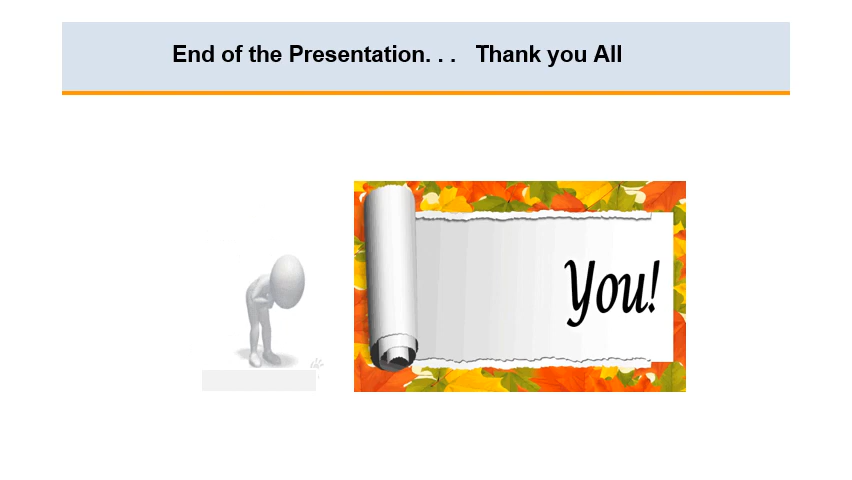 End of the Presentation. . .   Thank you All
You!